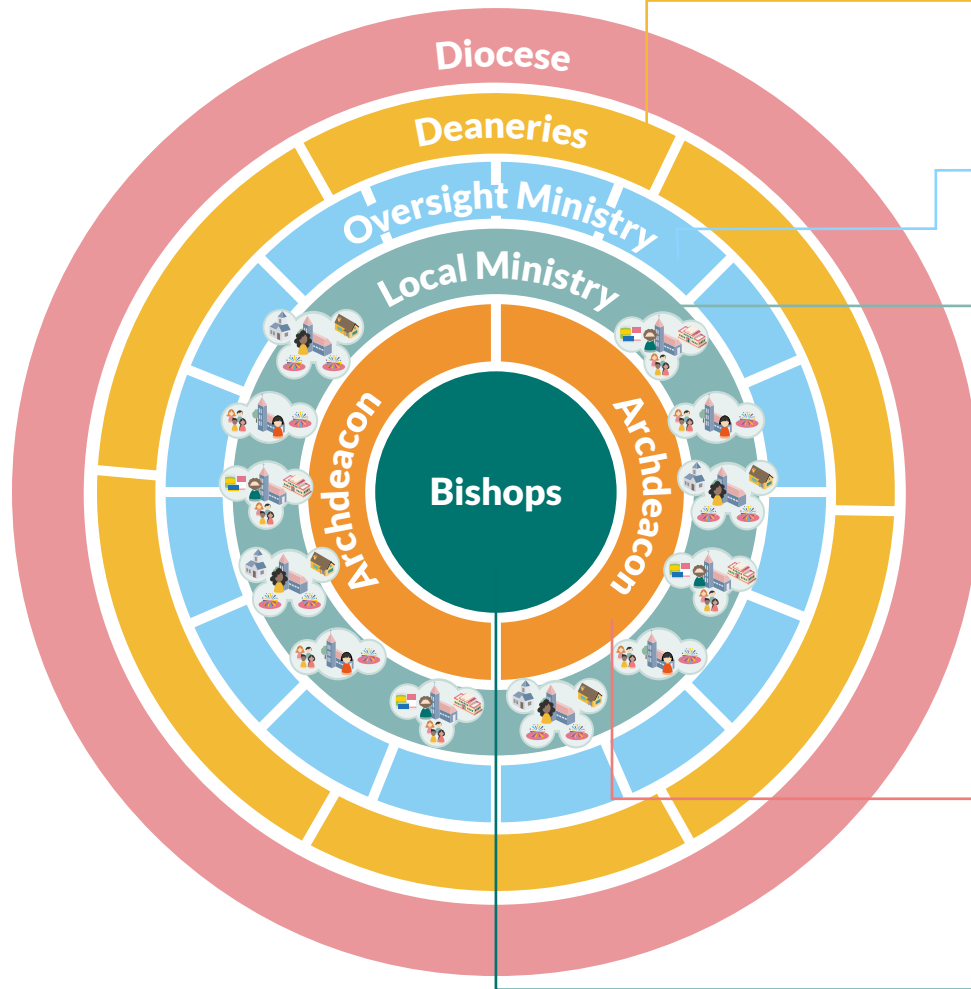 Diocese
Deaneries
Oversight Ministry
Local Ministry
Archdeacon
Archdeacon
Bishops